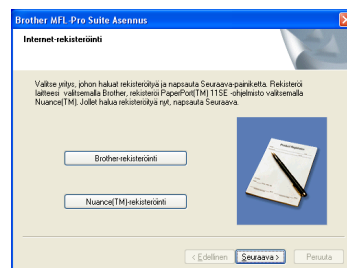 Brother MFL-Pro Suite Asennus
Internet-rekisteröinti
Valitse yritys, johon haluat rekisteröityä ja napsauta Seuraava-painiketta. Rekisteröi
laitteesi valitsemalla Brother, rekisteröi PaperPort(TM) 11SE -ohjelmisto valitsemalla
Nuance(TM). Jollet halua rekisteröityä nyt, napsauta Seuraava.
Brother-rekisteröinti
Nuance(TM)-rekisteröinti
< Edellinen
Seuraava >
Peruuta